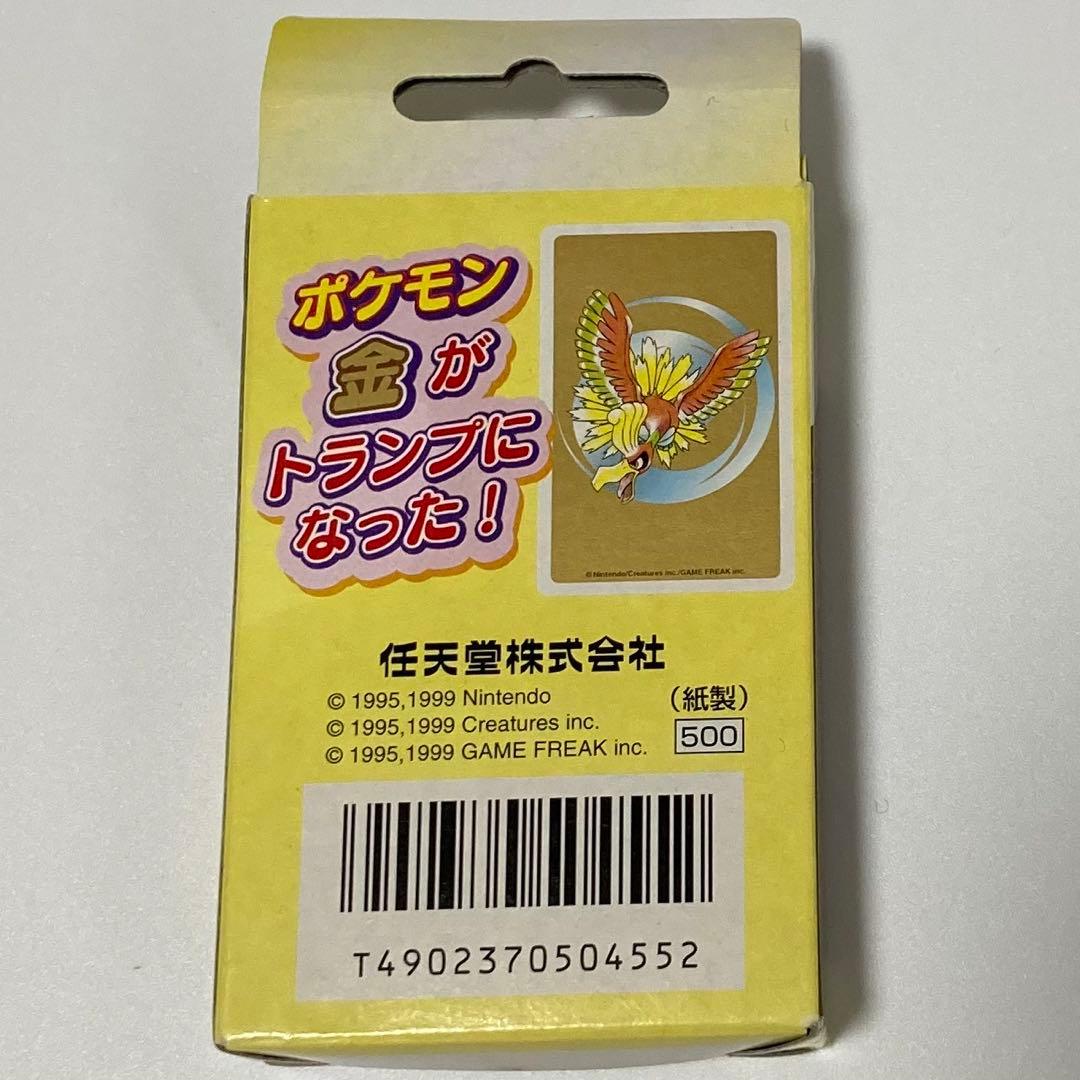 ポケモン
金が
トランプに
なった!
©Nintendo/Creatures inc./GAME FREAK inc.
任天堂株式会社
© 1995,1999 Nintendo
© 1995,1999 Creatures inc.
© 1995,1999 GAME FREAK inc.
(紙製)
500
T4902370504552